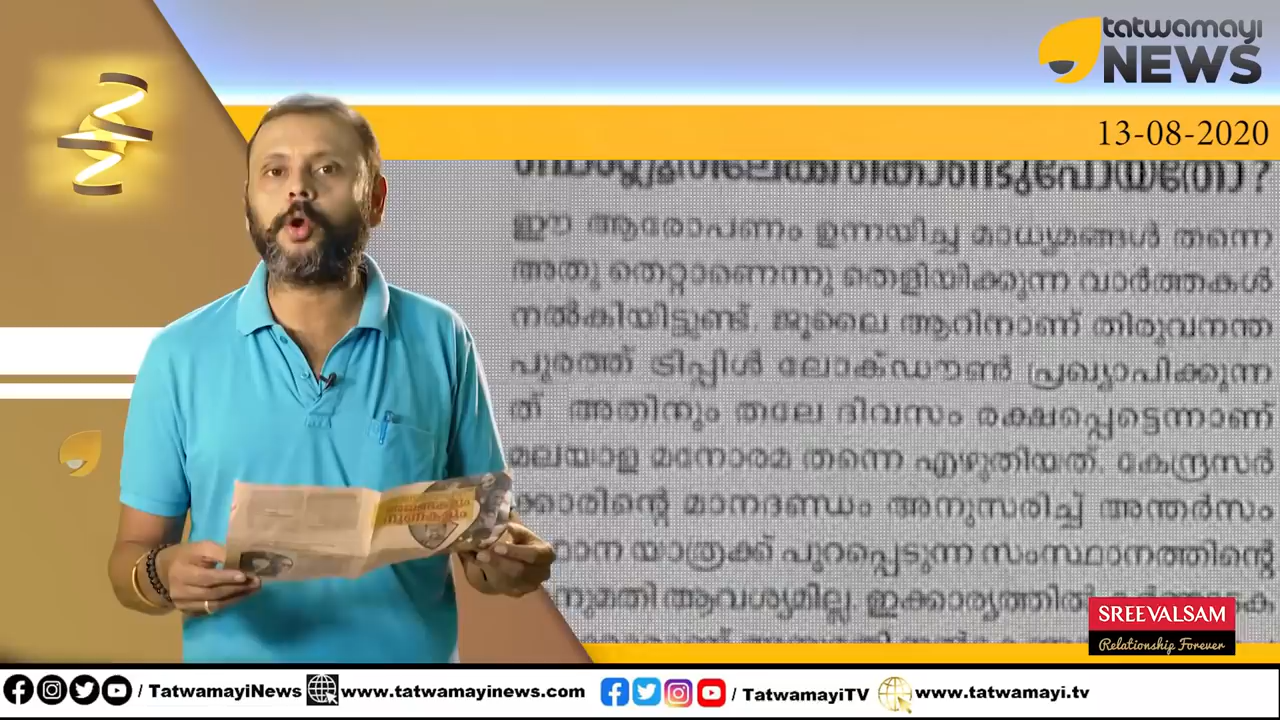 tatwamayi
NEWS
13-08-2020
ഈ ആരോപണം ഉന്നയിച്ച മാധ്യമങ്ങൾ തന്നെ
അതു തെറ്റാണെന്നു തെളിയിക്കുന്ന വാർത്തകൾ
നൽകിയിട്ടുണ്ട്. ജൂലൈ ആറിനാണ് തിരുവനന്ത
പുരത്ത് ട്രിപ്പിൾ ലോക്ഡൗൺ പ്രഖ്യാപിക്കുന്ന
ത്. അതിനും തലേ ദിവസം രക്ഷപ്പെട്ടെന്നാണ്
മലയാള മനോരമ തന്നെ എഴുതിയത്. കേന്ദ്രസർ
ക്കാരിന്റെ മാനദണ്ഡം അനുസരിച്ച് അന്തർസം
ഥാന യാത്രക്ക് പുറപ്പെടുന്ന സംസ്ഥാനത്തിന്റെ
നുമതി ആവശ്യമില്ല. ഇക്കാര്യത്തിൽ
നുണകളും
SREEVALSAM
Relationship Forever
/ TatwamayiNews www.tatwamayinews.com / TatwamayiTV www.tatwamayi.tv